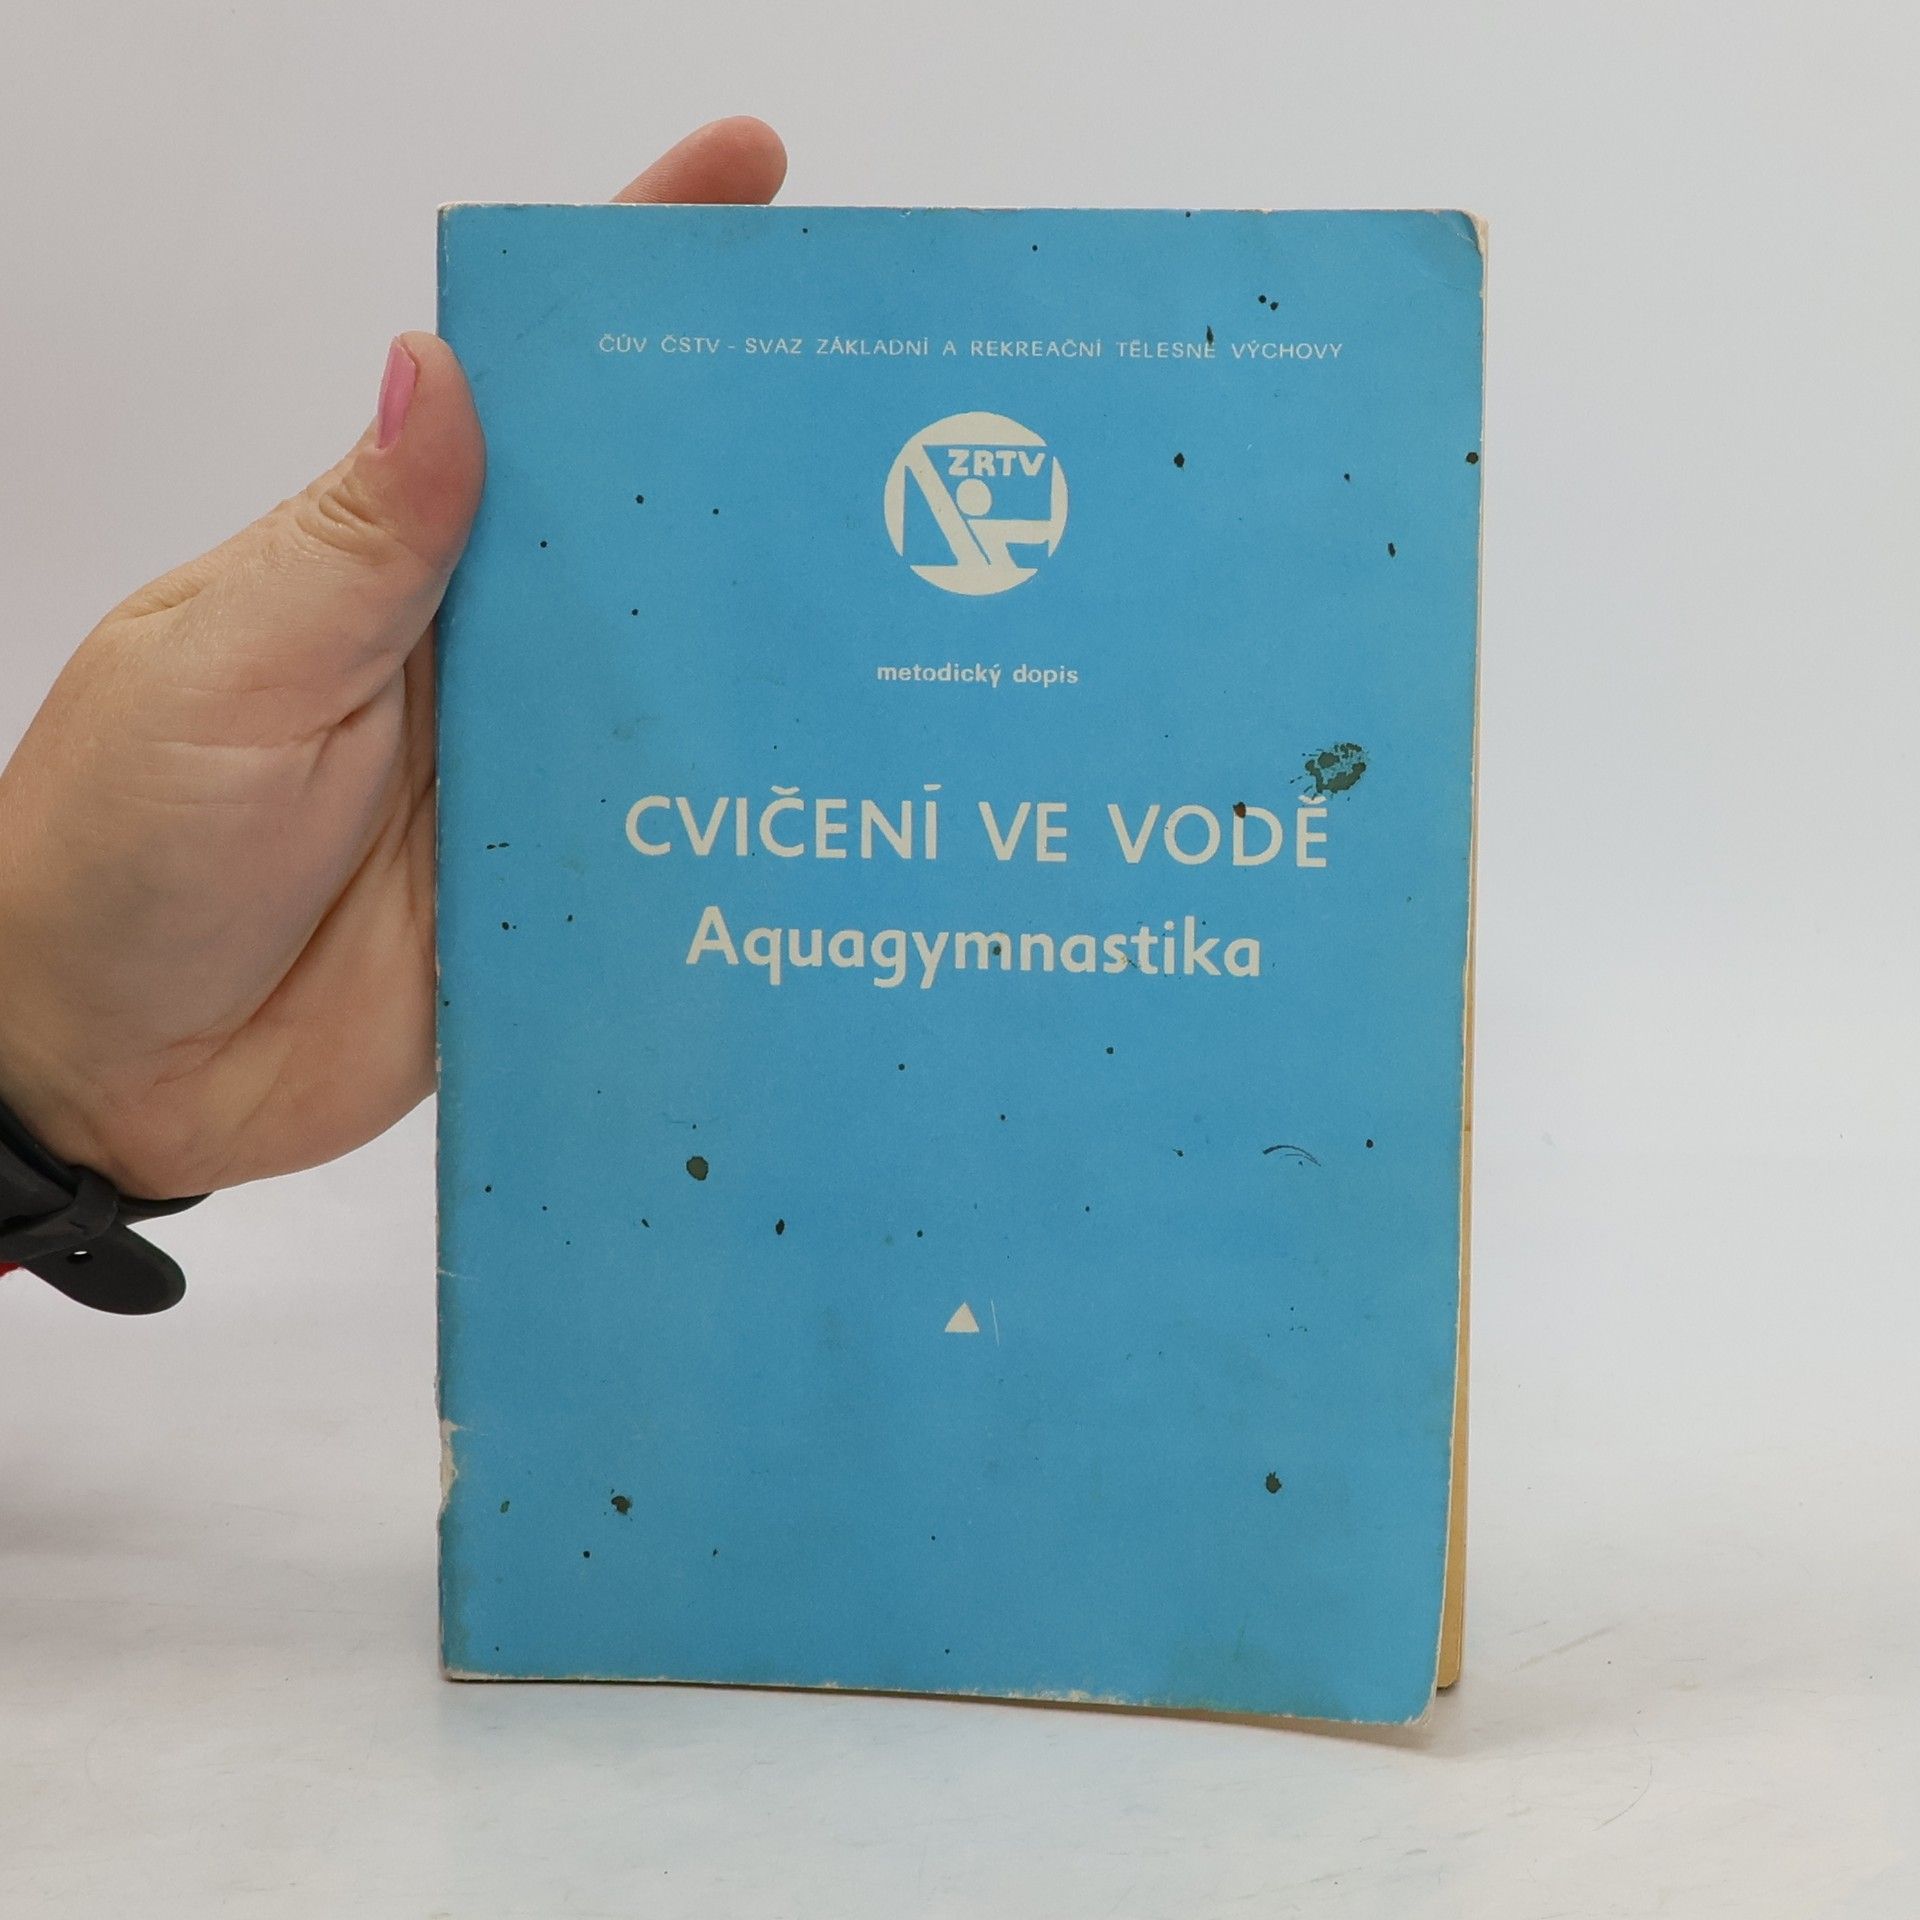 ČÚV ČSTV - SVAZ ZÁKLADNÍ A REKREAČNÍ TĚLESNÉ VÝCHOVY
ZRTV
metodický dopis
CVIČENÍ VE VODĚ
Aquagymnastika